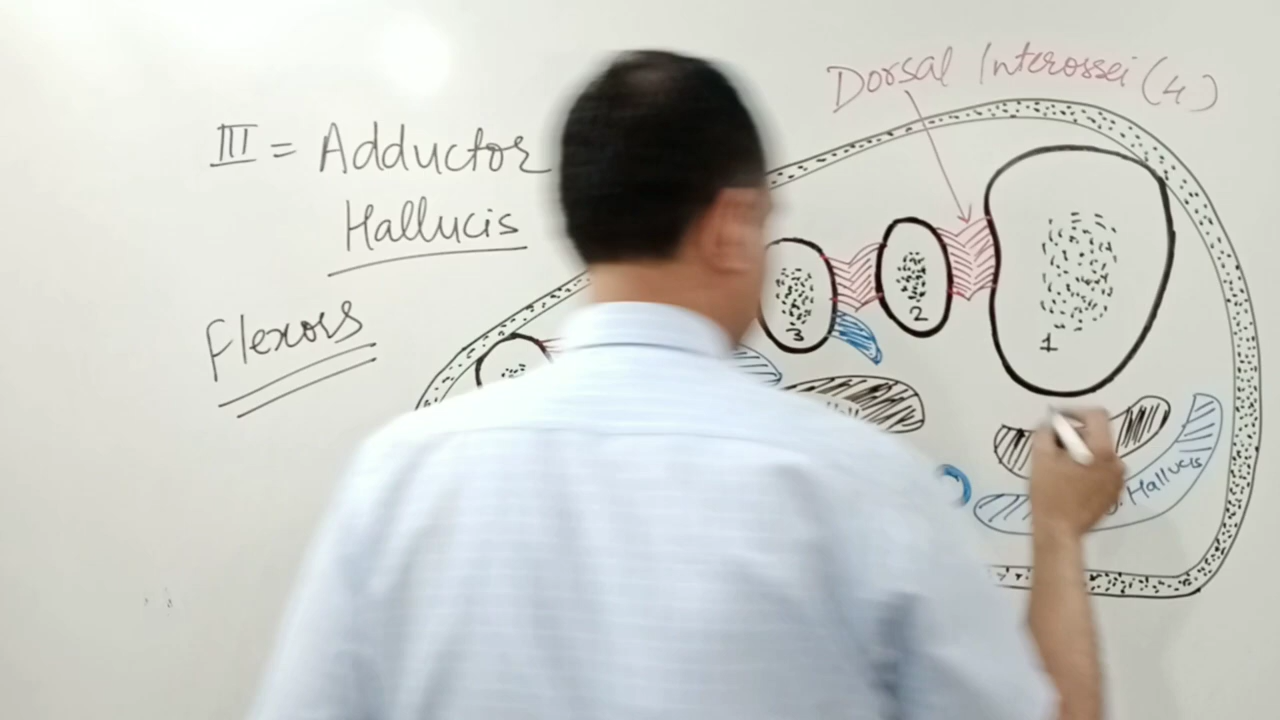 Dorsal Interossei (4)
III = Adductor
Hallucis
Flexors
3
2
1
Hallucis